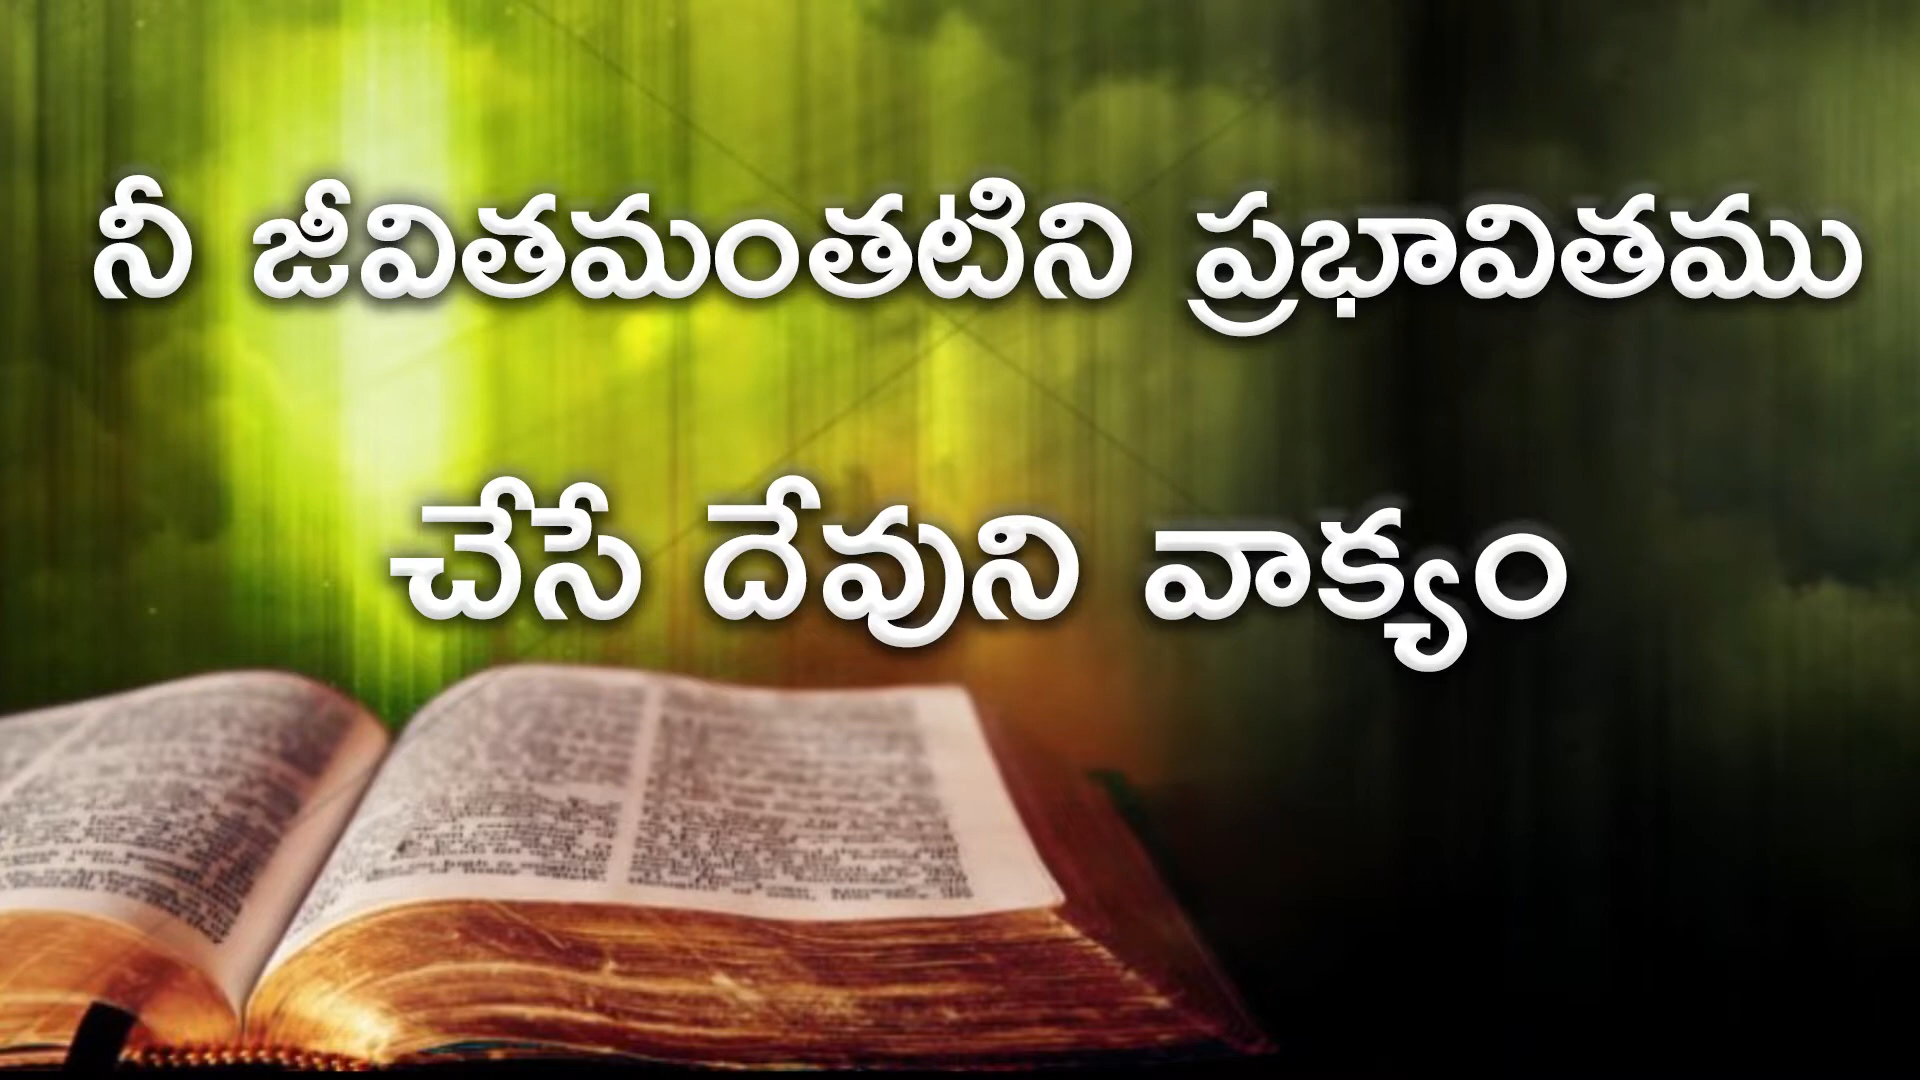 నీ జీవితమంతటిని ప్రభావితము
చేసే దేవుని వాక్యం